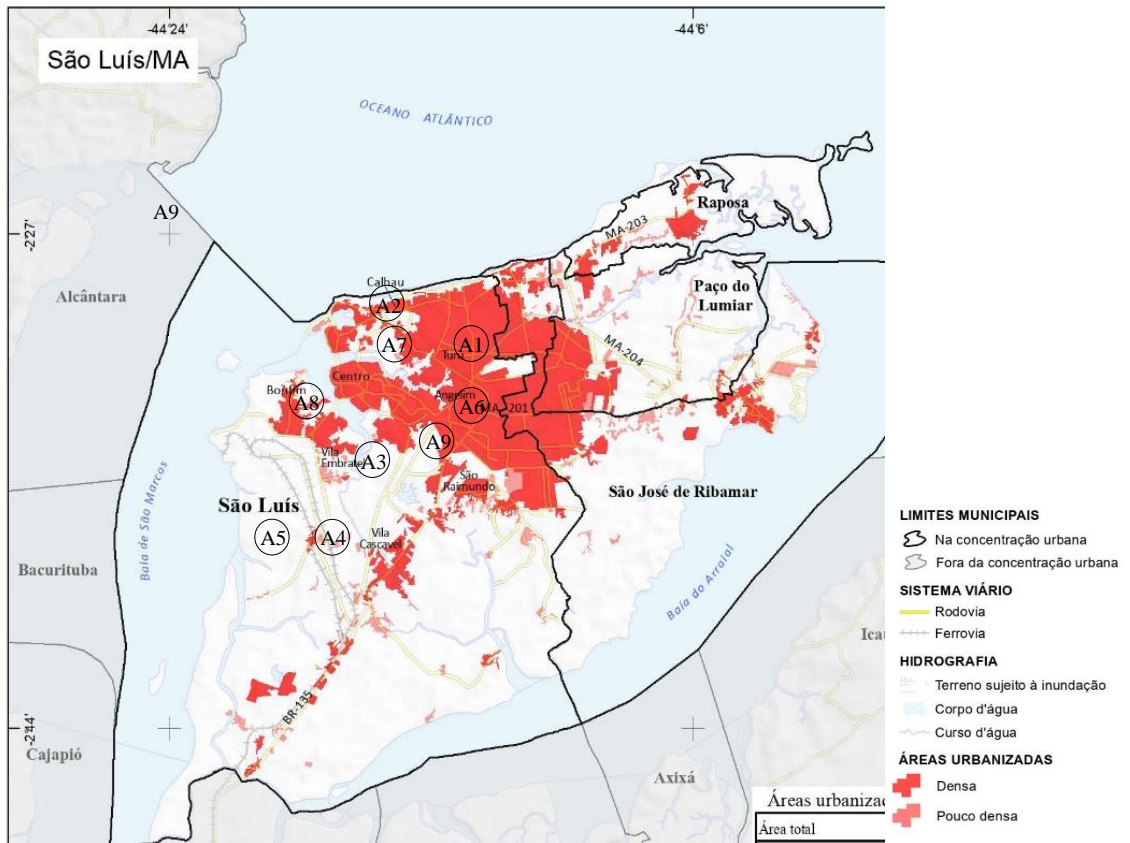 -44°24'
-44°6'
São Luís/MA
OCEANO ATLÂNTICO
A9
-2°27'
Raposa
MA-203
Alcântara
Calhau
A2
Paço do
Lumiar
A7
A1
Turu
MA-204
Centro
Bonfim
A8
Angelim
A6
MA-201
A9
Vila
Embratel
A3
São
Raimundo
São Luís
São José de Ribamar
Baía de São Marcos
A5
A4
Vila
Cascavel
Bacurituba
Baía do Arraial
Icat
BR-135
-2°44'
Cajapió
Axixá
Áreas urbanizad
Área total
LIMITES MUNICIPAIS
Na concentração urbana
Fora da concentração urbana
SISTEMA VIÁRIO
Rodovia
Ferrovia
HIDROGRAFIA
Terreno sujeito à inundação
Corpo d'água
Curso d'água
ÁREAS URBANIZADAS
Densa
Pouco densa